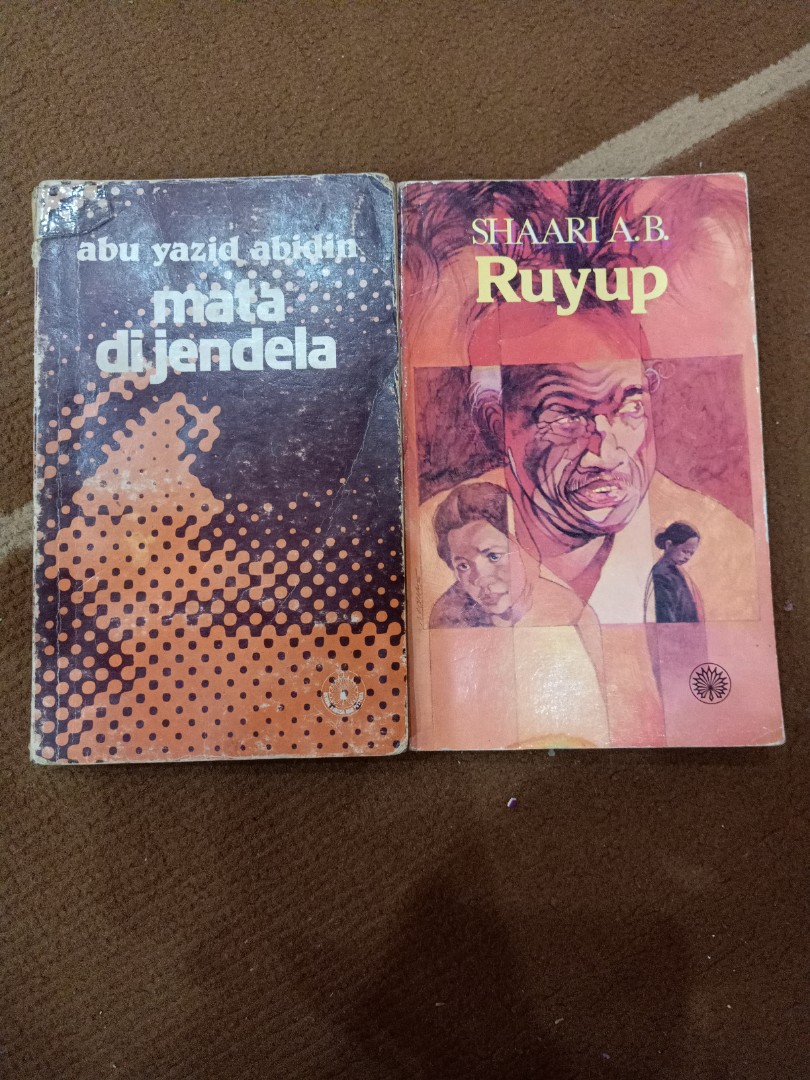 abu yazid abidin
mata
di jendela
SHAARI A.B.
Ruyup